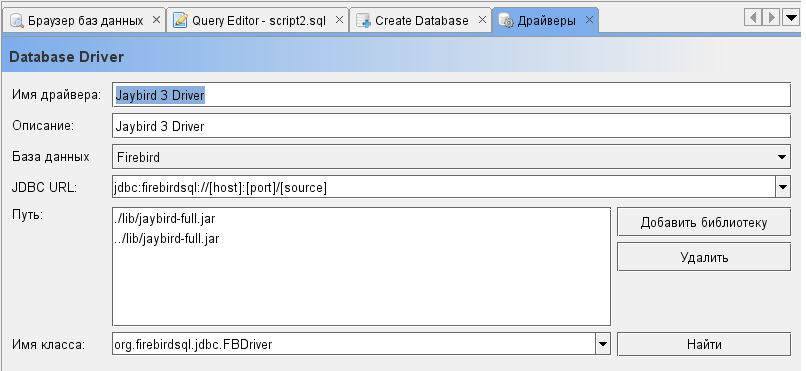 Браузер баз данных Query Editor - script2.sql Create Database Драйверы
Database Driver
Имя драйвера: Jaybird 3 Driver
Описание: Jaybird 3 Driver
База данных Firebird
JDBC URL: jdbc:firebirdsql://[host]:[port]/[source]
Путь: ./lib/jaybird-full.jar Добавить библиотеку
../lib/jaybird-full.jar
Удалить
Имя класса: org.firebirdsql.jdbc.FBDriver Найти